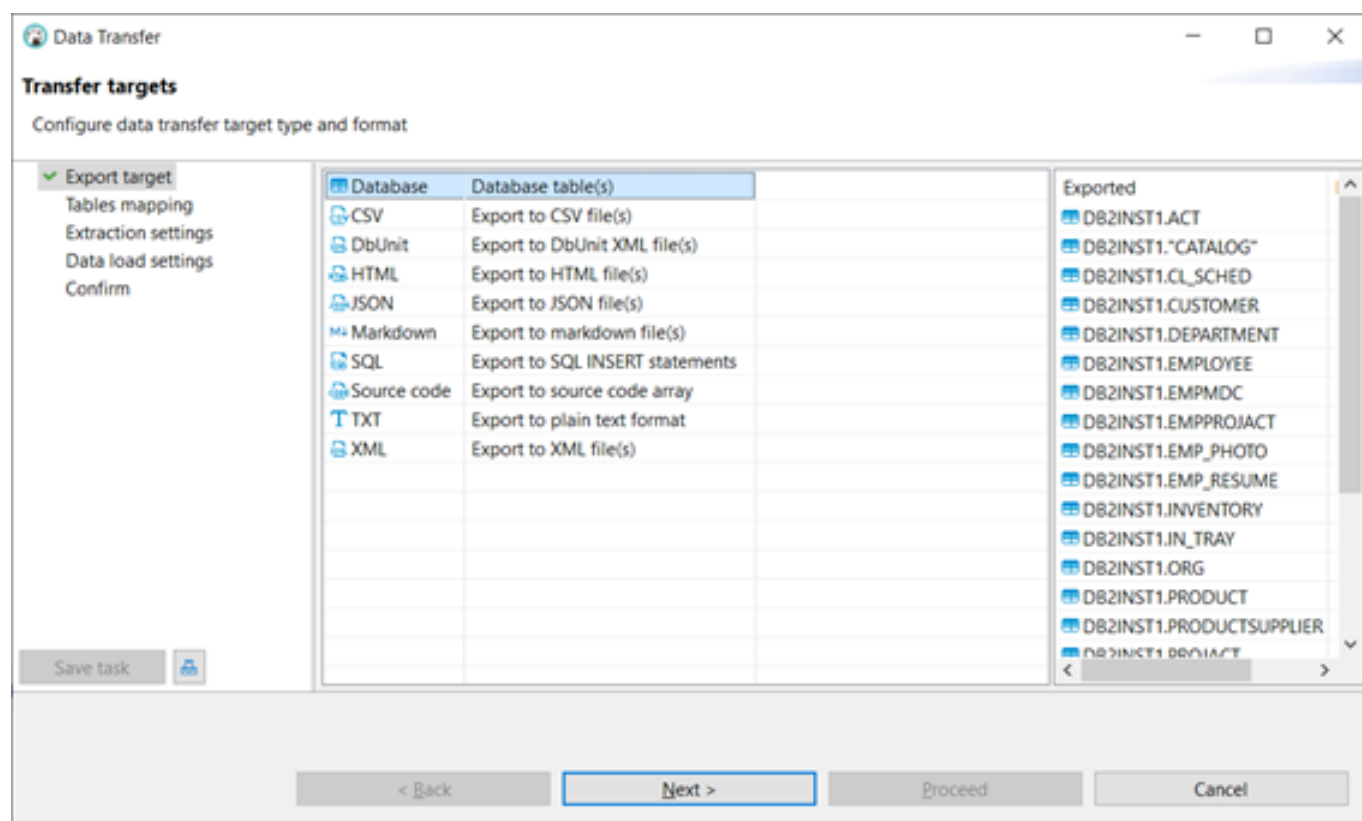 Data Transfer
Transfer targets
Configure data transfer target type and format
Export target
Tables mapping
Extraction settings
Data load settings
Confirm
Save task
Database Database table(s)
CSV Export to CSV file(s)
DbUnit Export to DbUnit XML file(s)
HTML Export to HTML file(s)
JSON Export to JSON file(s)
Markdown Export to markdown file(s)
SQL Export to SQL INSERT statements
Source code Export to source code array
TXT Export to plain text format
XML Export to XML file(s)
Exported
DB2INST1.ACT
DB2INST1."CATALOG"
DB2INST1.CL_SCHED
DB2INST1.CUSTOMER
DB2INST1.DEPARTMENT
DB2INST1.EMPLOYEE
DB2INST1.EMPMDC
DB2INST1.EMPPROJACT
DB2INST1.EMP_PHOTO
DB2INST1.EMP_RESUME
DB2INST1.INVENTORY
DB2INST1.IN_TRAY
DB2INST1.ORG
DB2INST1.PRODUCT
DB2INST1.PRODUCTSUPPLIER
DB2INST1.PROJACT
< Back
Next >
Proceed
Cancel